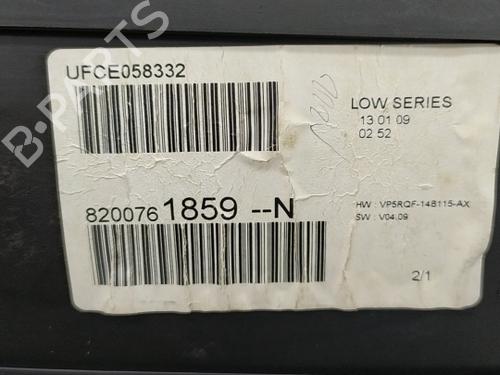 UFCE058332
LOW SERIES
13 01 09
02 52
8200761859 --N
HW : VP5RQF-14B115-AX
SW : V04.09
2/1
B-PARTS